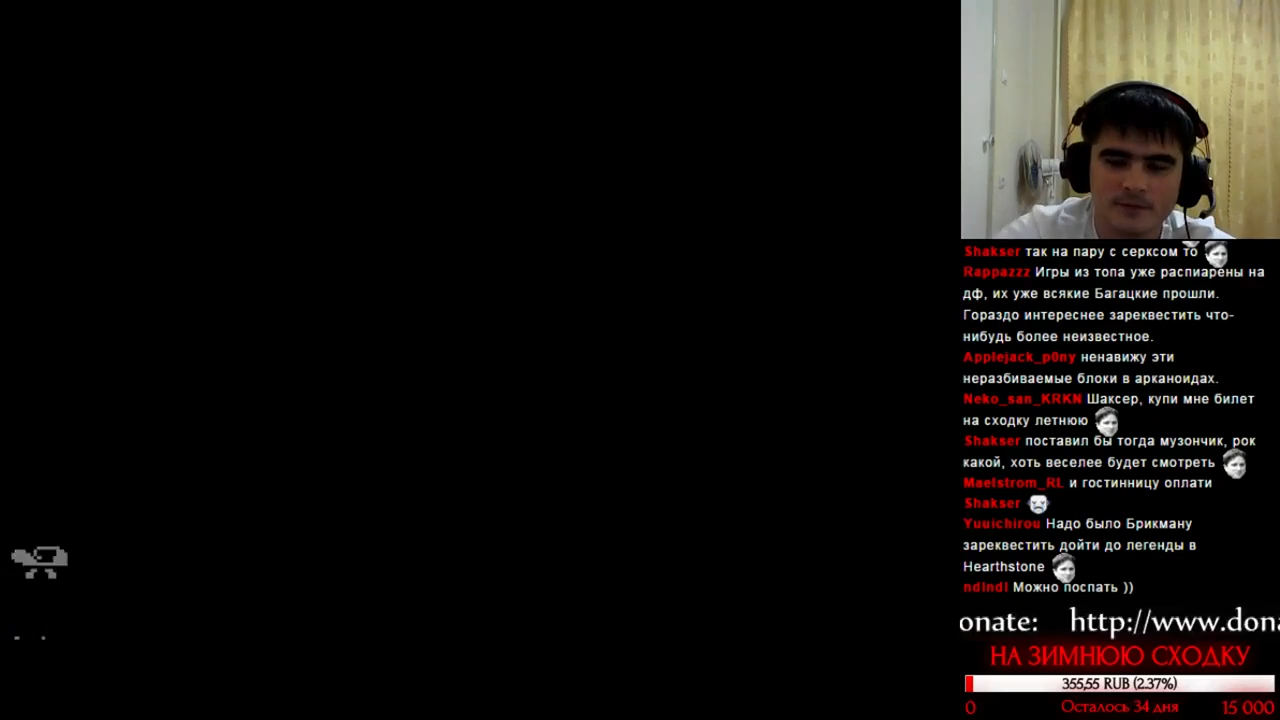 Shakser так на пару с серксом то
Rappazzz Игры из топа уже распиарены на
дф, их уже всякие Багацкие прошли.
Гораздо интереснее зареквестить что-
нибудь более неизвестное.
Applejack_p0ny ненавижу эти
неразбиваемые блоки в арканоидах.
Neko_san_KRKN Шаксер, купи мне билет
на сходку летнюю
Shakser поставил бы тогда музончик, рок
какой, хоть веселее будет смотреть
Maelstrom_RL и гостинницу оплати
Shakser
Yuuichirou Надо было Брикману
зареквестить дойти до легенды в
Hearthstone
ndindi Можно поспать ))
onate: http://www.dona
НА ЗИМНЮЮ СХОДКУ
355,55 RUB (2.37%)
0 Осталось 34 дня 15 000